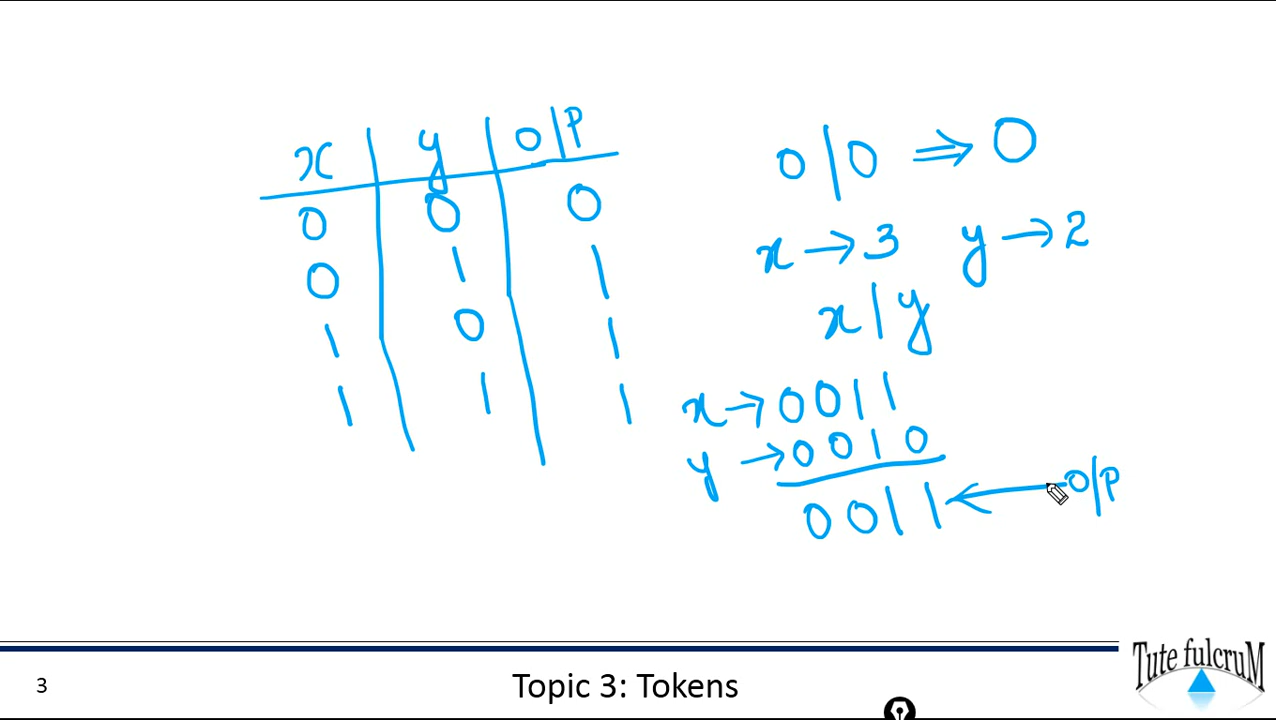 x y O/P
0 0 0
0 1 1
1 0 1
1 1 1
0|0 ⇒ 0
x → 3 y → 2
x|y
x → 0011
y → 0010
0011 ← O/P
3
Topic 3: Tokens
Tute fulcruM